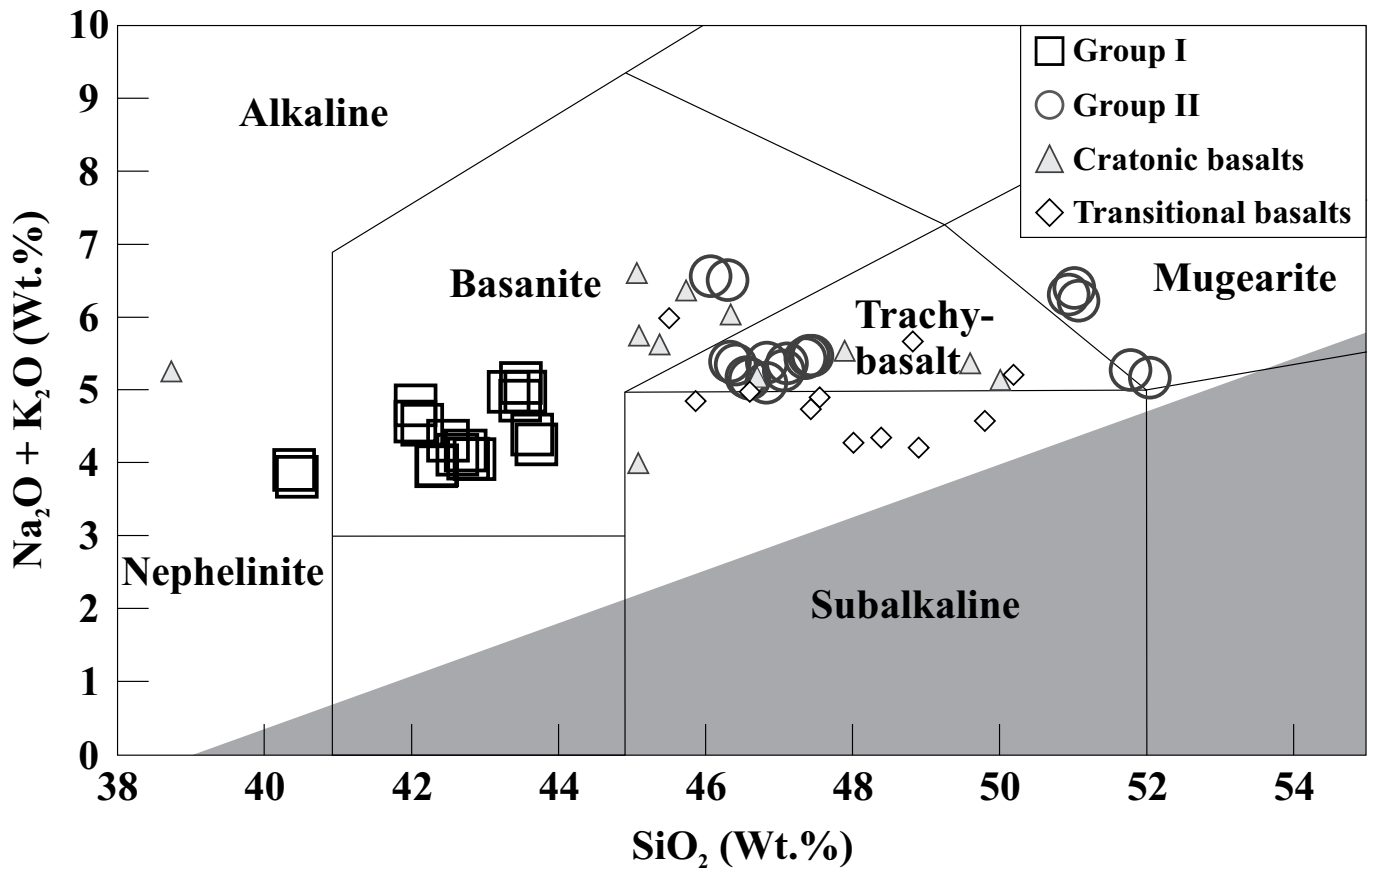 10
9
8
7
6
5
4
3
2
1
0
Na₂O + K₂O (Wt.%)
Alkaline
Group I
Group II
Cratonic basalts
Transitional basalts
Basanite
Mugearite
Trachy-
basalt
Nephelinite
Subalkaline
38 40 42 44 46 48 50 52 54
SiO₂ (Wt.%)